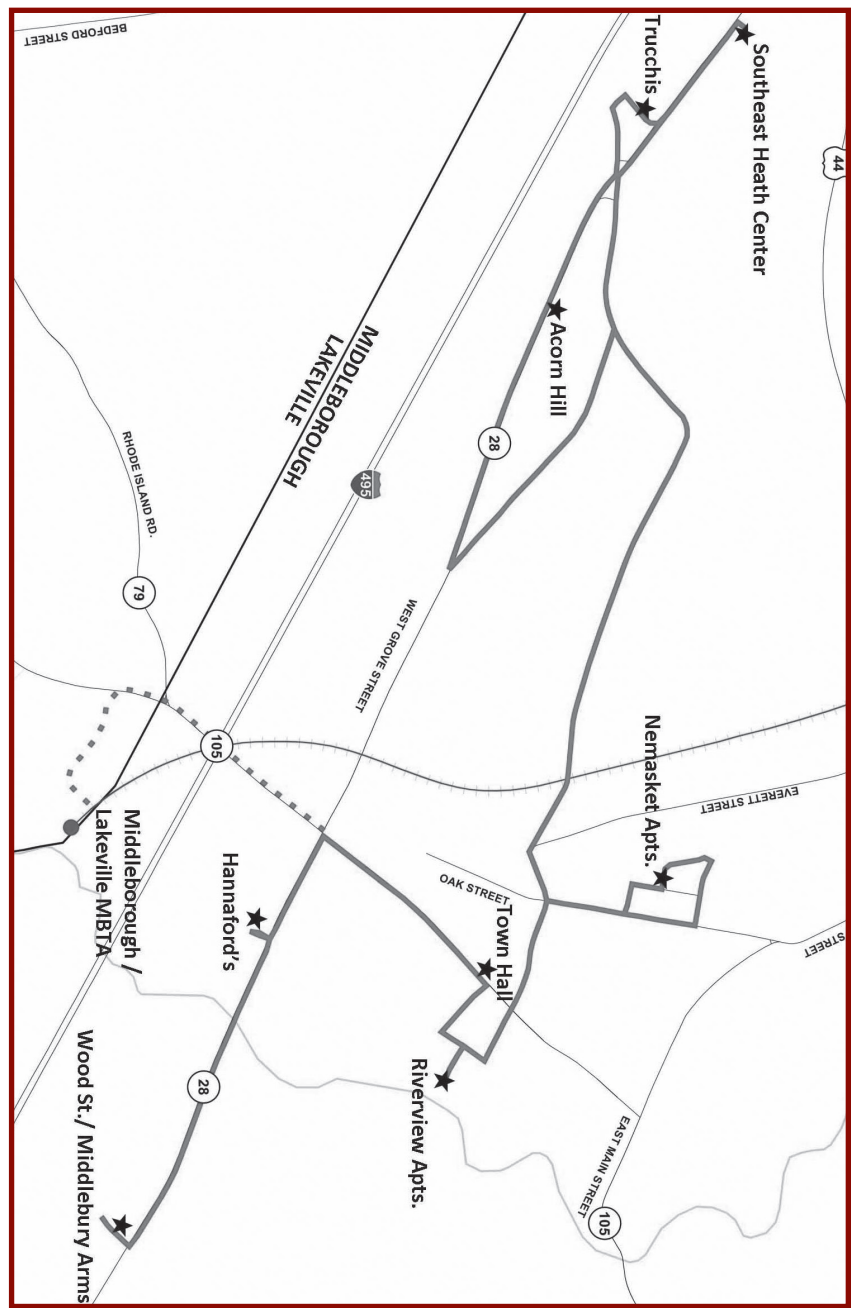 BEDFORD STREET
Trucchis
Southeast Heath Center
44
Acorn Hill
MIDDLEBOROUGH
LAKEVILLE
28
495
RHODE ISLAND RD.
79
WEST GROVE STREET
105
Nemasket Apts.
EVERETT STREET
Middleborough /
Lakeville MBTA
Hannaford's
OAK STREET
Town Hall
STREET
28
Riverview Apts.
Wood St./ Middlebury Arms
EAST MAIN STREET
105